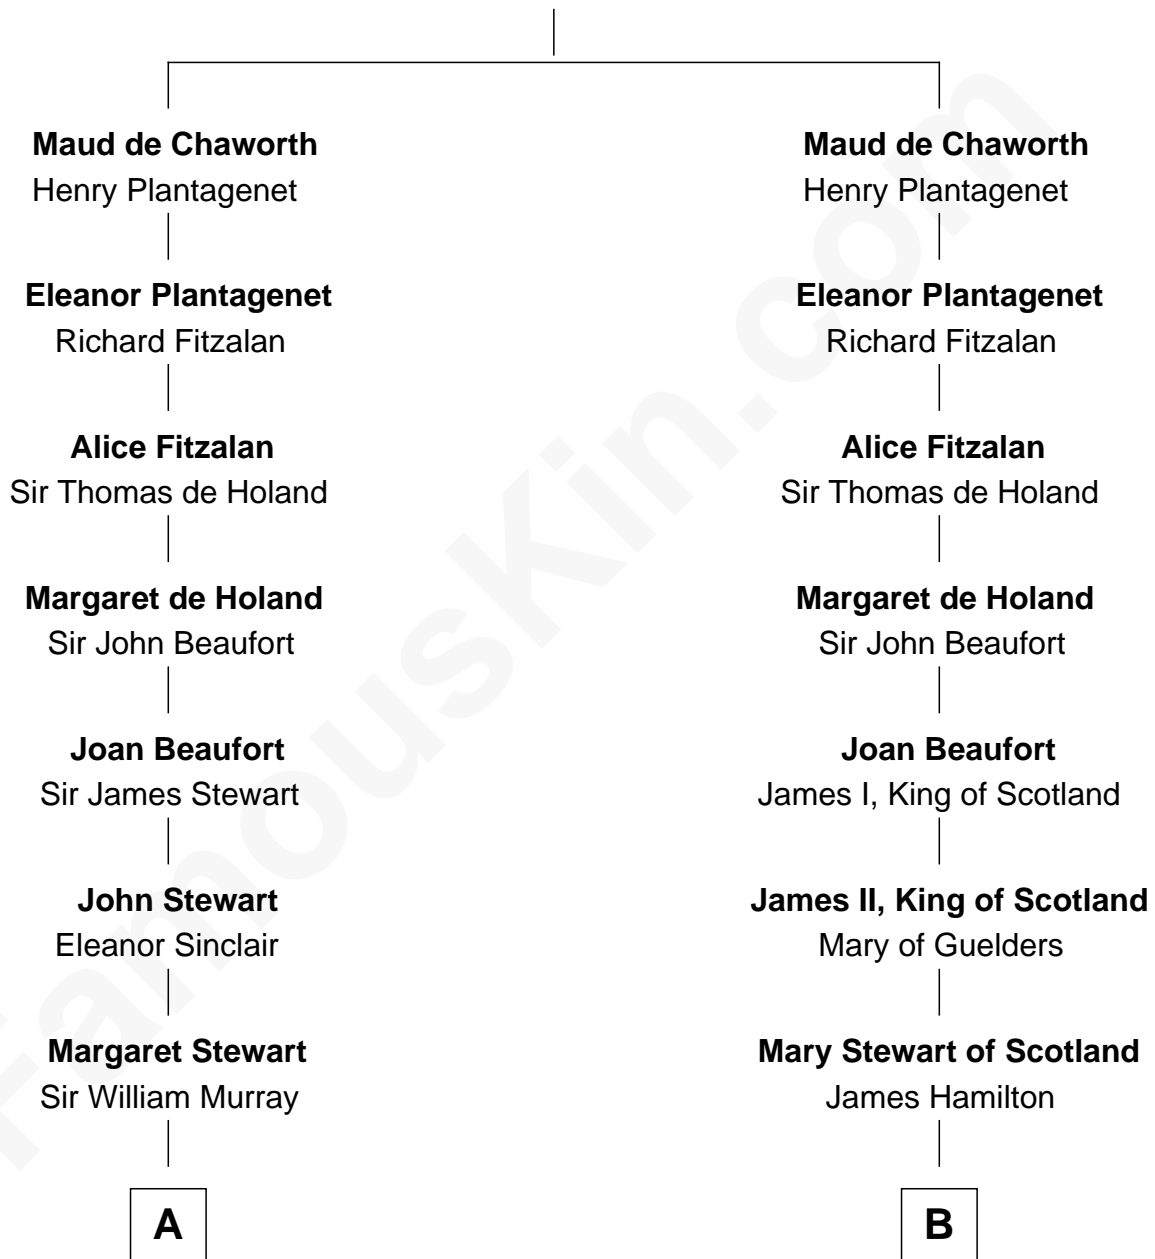 Maud de Chaworth
Henry Plantagenet
Eleanor Plantagenet
Richard Fitzalan
Alice Fitzalan
Sir Thomas de Holand
Margaret de Holand
Sir John Beaufort
Joan Beaufort
Sir James Stewart
John Stewart
Eleanor Sinclair
Margaret Stewart
Sir William Murray
A
Maud de Chaworth
Henry Plantagenet
Eleanor Plantagenet
Richard Fitzalan
Alice Fitzalan
Sir Thomas de Holand
Margaret de Holand
Sir John Beaufort
Joan Beaufort
James I, King of Scotland
James II, King of Scotland
Mary of Guelders
Mary Stewart of Scotland
James Hamilton
B
FamousKin.com